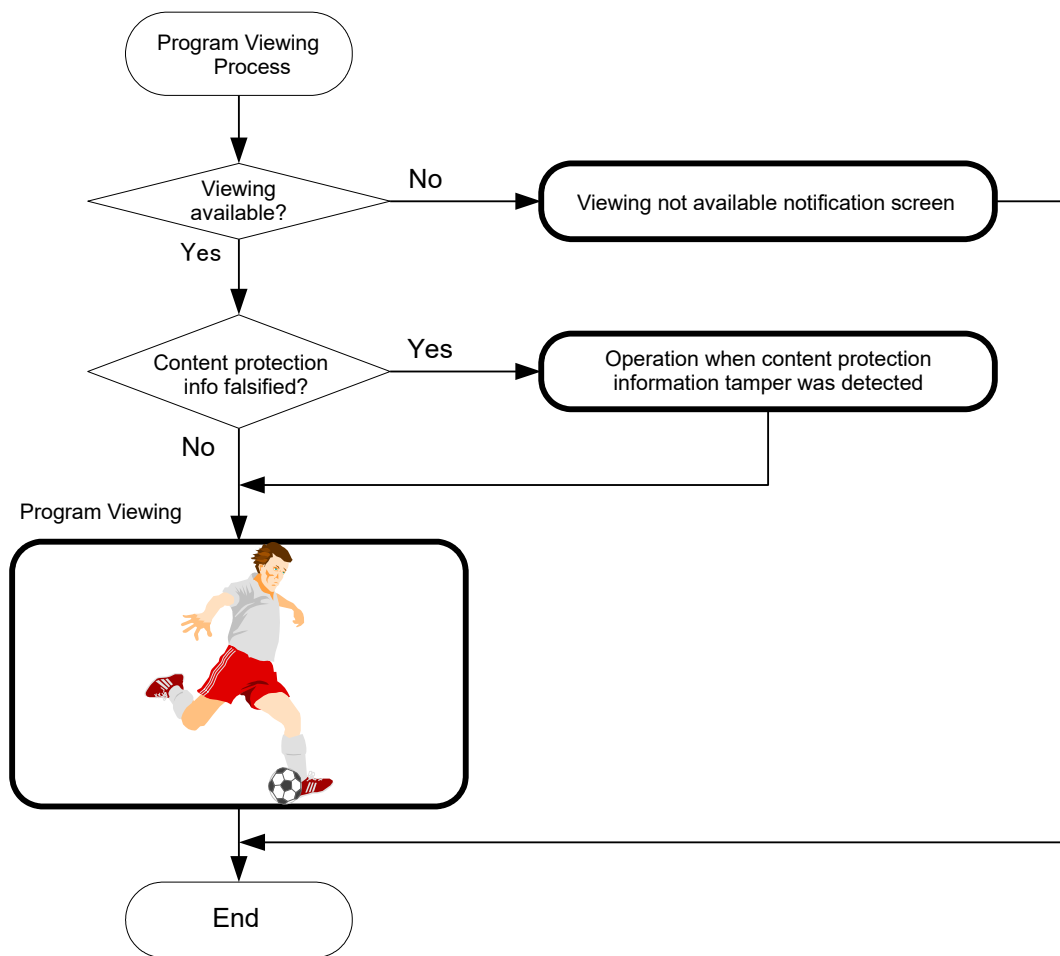 Program Viewing
Process
Viewing
available?
No
Viewing not available notification screen
Yes
Content protection
info falsified?
Yes
Operation when content protection
information tamper was detected
No
Program Viewing
End